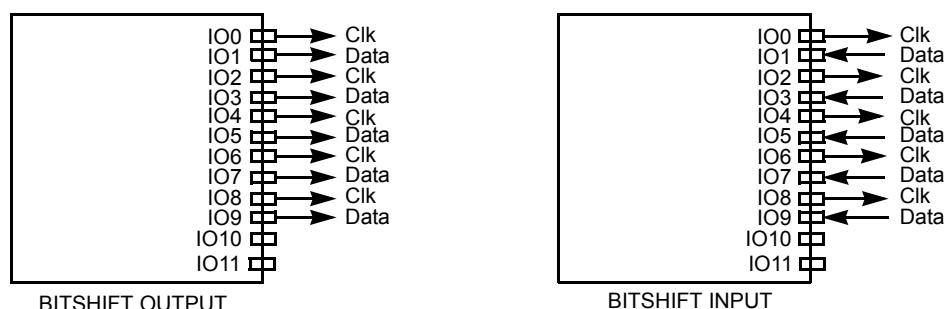 IO0 Clk
IO1 Data
IO2 Clk
IO3 Data
IO4 Clk
IO5 Data
IO6 Clk
IO7 Data
IO8 Clk
IO9 Data
IO10
IO11
BITSHIFT OUTPUT
IO0 Clk
IO1 Data
IO2 Clk
IO3 Data
IO4 Clk
IO5 Data
IO6 Clk
IO7 Data
IO8 Clk
IO9 Data
IO10
IO11
BITSHIFT INPUT